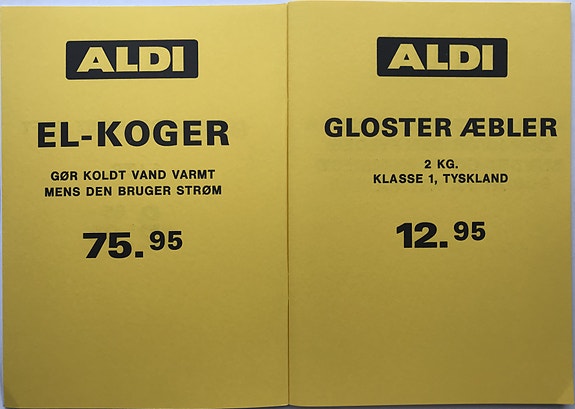 ALDI
EL-KOGER
GØR KOLDT VAND VARMT
MENS DEN BRUGER STRØM
75.95
ALDI
GLOSTER ÆBLER
2 KG.
KLASSE 1, TYSKLAND
12.95